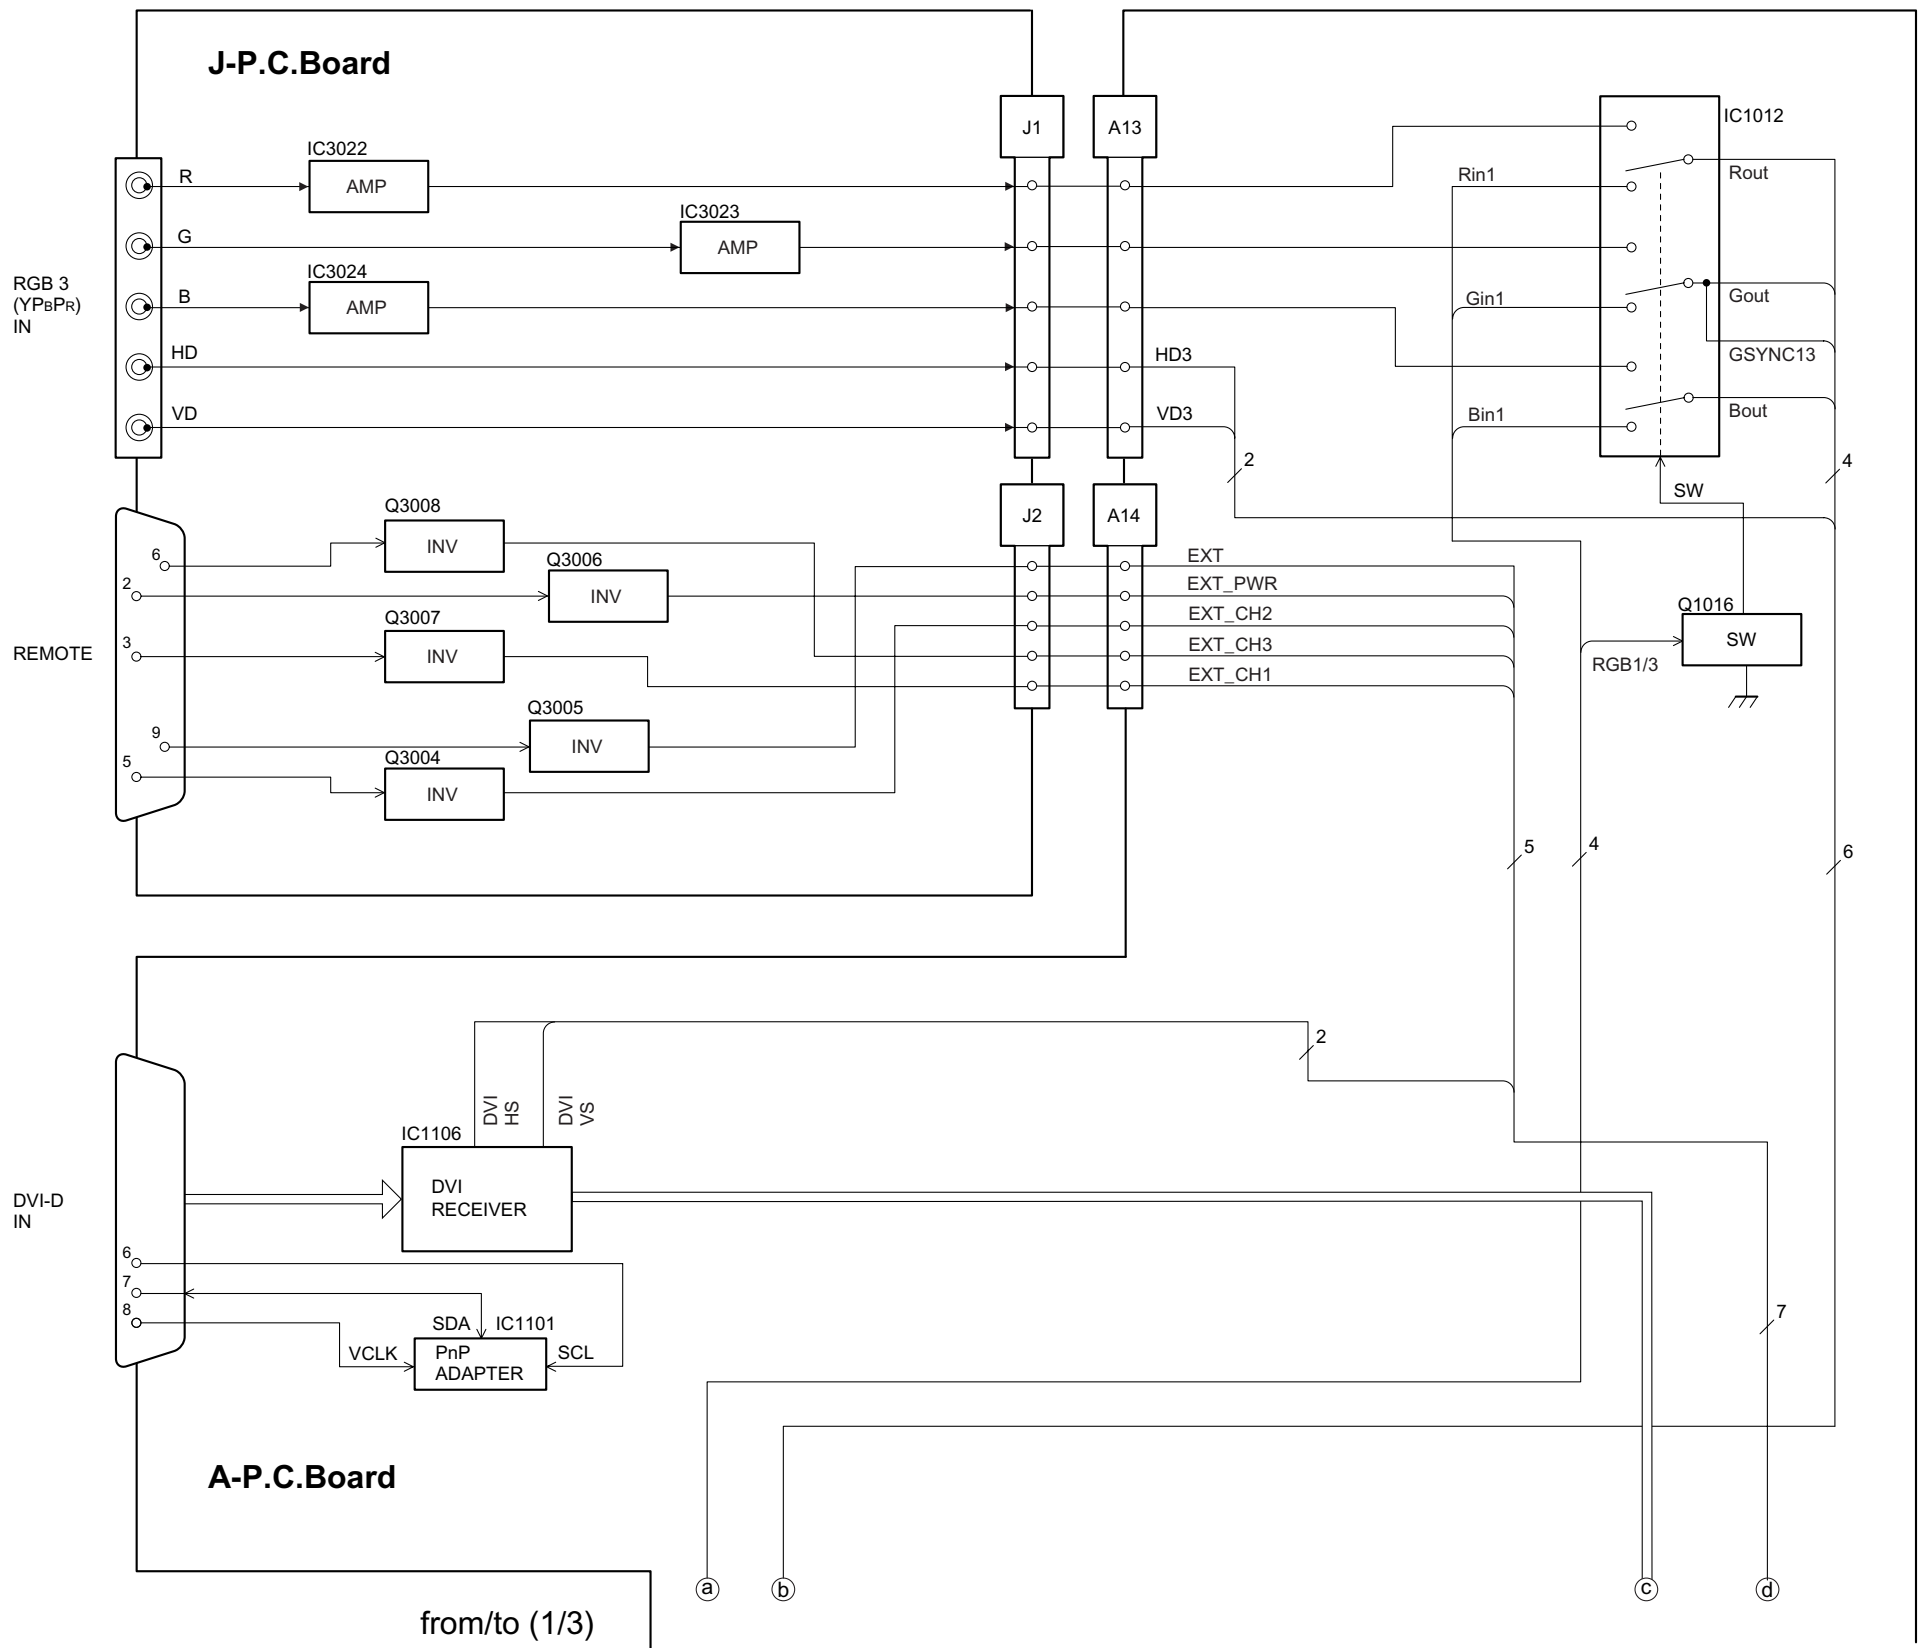 J-P.C.Board
J1
A13
IC1012
IC3022
AMP
R
Rin1
Rout
IC3023
AMP
G
IC3024
AMP
B
RGB 3
(YPBPR)
IN
Gin1
Gout
HD
HD3
GSYNC13
VD
VD3
Bin1
Bout
2
4
SW
Q3008
INV
J2
A14
6
Q3006
INV
2
EXT
EXT_PWR
EXT_CH2
EXT_CH3
EXT_CH1
Q1016
SW
RGB1/3
Q3007
INV
REMOTE
3
Q3005
INV
9
Q3004
INV
5
5
4
6
2
DVI
HS
DVI
VS
IC1106
DVI
RECEIVER
DVI-D
IN
6
7
8
SDA
IC1101
VCLK
PnP
ADAPTER
SCL
7
A-P.C.Board
a
b
c
d
from/to (1/3)